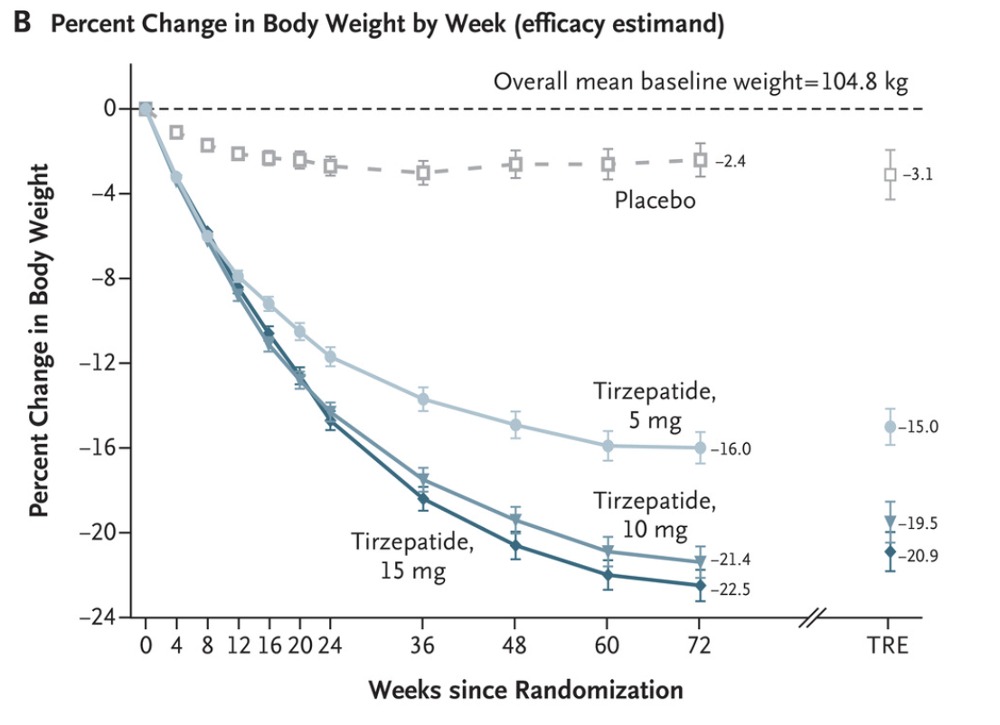 B Percent Change in Body Weight by Week (efficacy estimand)
Overall mean baseline weight=104.8 kg
Percent Change in Body Weight
0
−4
−8
−12
−16
−20
−24
−2.4
Placebo
−3.1
Tirzepatide,
5 mg
−16.0
−15.0
Tirzepatide,
10 mg
−21.4
−19.5
Tirzepatide,
15 mg
−22.5
−20.9
0 4 8 12 16 20 24 36 48 60 72 TRE
Weeks since Randomization